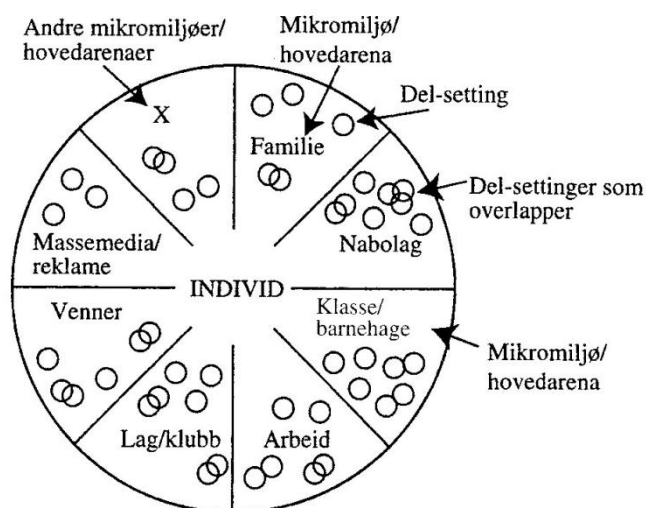 Andre mikromiljøer/
hovedarenaer
Mikromiljø/
hovedarena
Del-setting
X
Familie
Del-settinger som
overlapper
Nabolag
Massemedia/
reklame
INDIVID
Venner
Klasse/
barnehage
Mikromiljø/
hovedarena
Lag/klubb
Arbeid